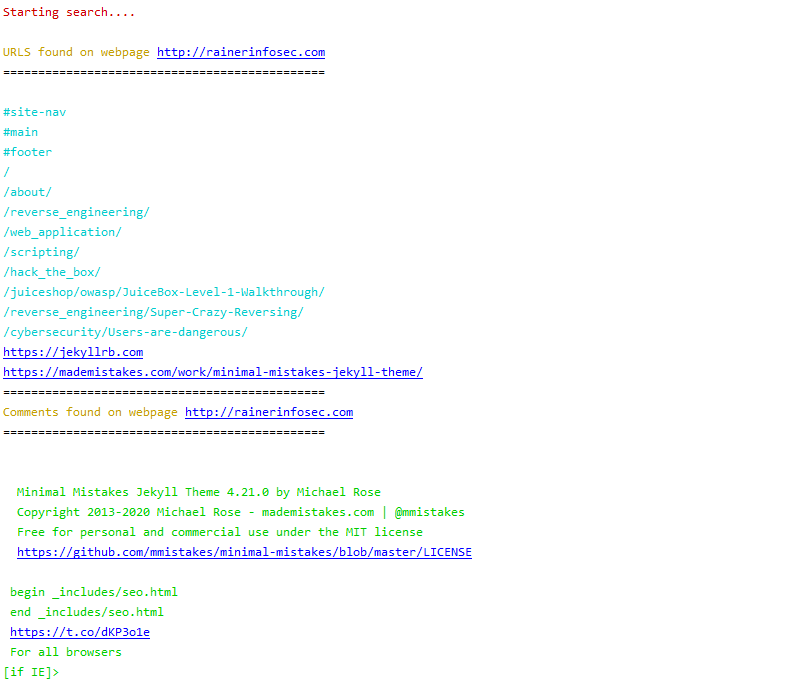 Starting search....
URLS found on webpage http://rainerinfosec.com
==============================================
#site-nav
#main
#footer
/
/about/
/reverse_engineering/
/web_application/
/scripting/
/hack_the_box/
/juiceshop/owasp/JuiceBox-Level-1-Walkthrough/
/reverse_engineering/Super-Crazy-Reversing/
/cybersecurity/Users-are-dangerous/
https://jekyllrb.com
https://mademistakes.com/work/minimal-mistakes-jekyll-theme/
==============================================
Comments found on webpage http://rainerinfosec.com
==============================================
Minimal Mistakes Jekyll Theme 4.21.0 by Michael Rose
Copyright 2013-2020 Michael Rose - mademistakes.com | @mmistakes
Free for personal and commercial use under the MIT license
https://github.com/mmistakes/minimal-mistakes/blob/master/LICENSE
begin _includes/seo.html
end _includes/seo.html
https://t.co/dKP3o1e
For all browsers
[if IE]>